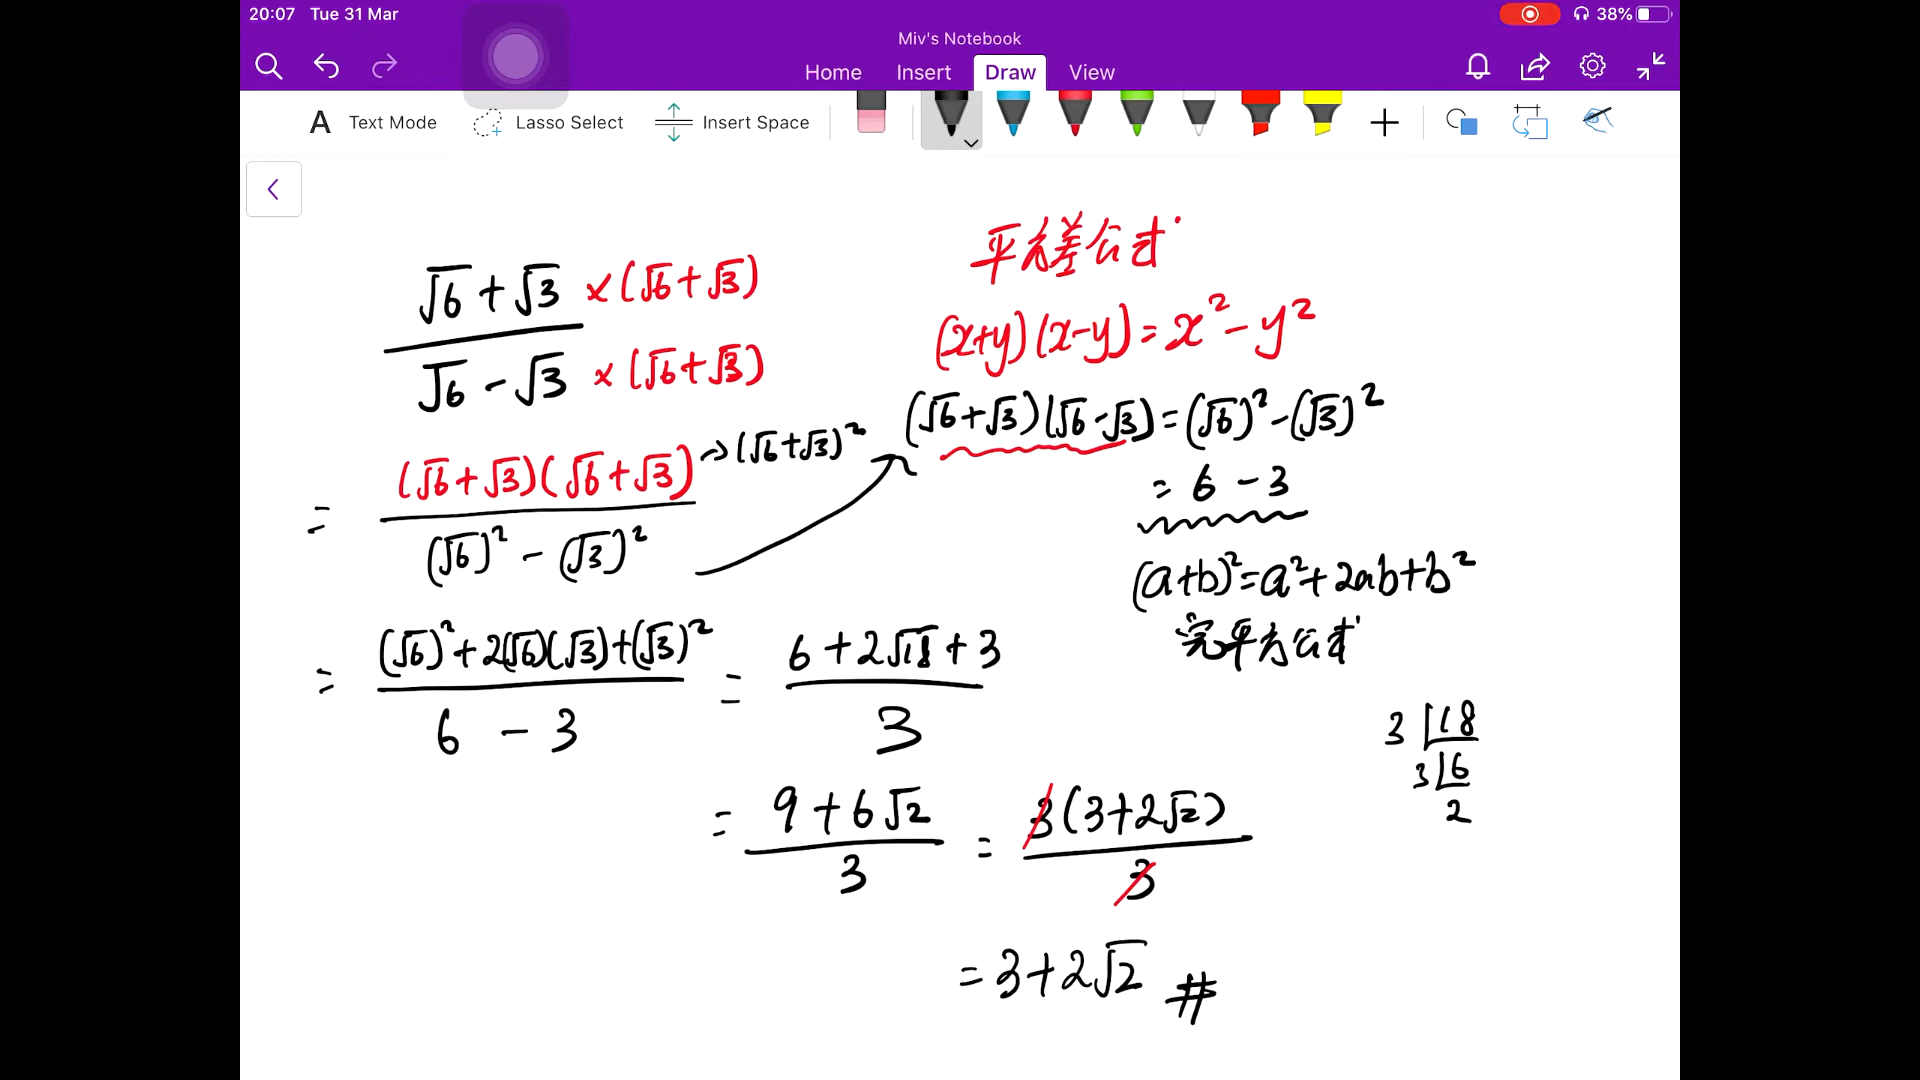 20:07 Tue 31 Mar
38%
Miv's Notebook
Home Insert Draw View
A Text Mode Lasso Select Insert Space
平方差公式
(x+y)(x-y)=x²-y²
√6+√3 ×(√6+√3)
√6-√3 ×(√6+√3)
(√6+√3)(√6-√3)=(√6)²-(√3)²
= 6-3
= (√6+√3)(√6+√3) →(√6+√3)²
(√6)²-(√3)²
(a+b)²=a²+2ab+b²
完平方公式
= (√6)²+2(√6)(√3)+(√3)² = 6+2√18+3
6-3 3
3 18
3 6
2
= 9+6√2 = 3(3+2√2)
3 3
=3+2√2 #